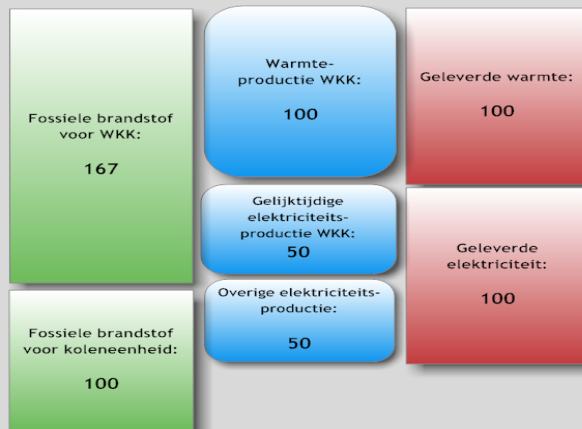 Fossiele brandstof
voor WKK:
167
Fossiele brandstof
voor koleneenheid:
100
Warmte-
productie WKK:
100
Gelijktijdige
elektriciteits-
productie WKK:
50
Overige elektriciteits-
productie:
50
Geleverde warmte:
100
Geleverde
elektriciteit:
100